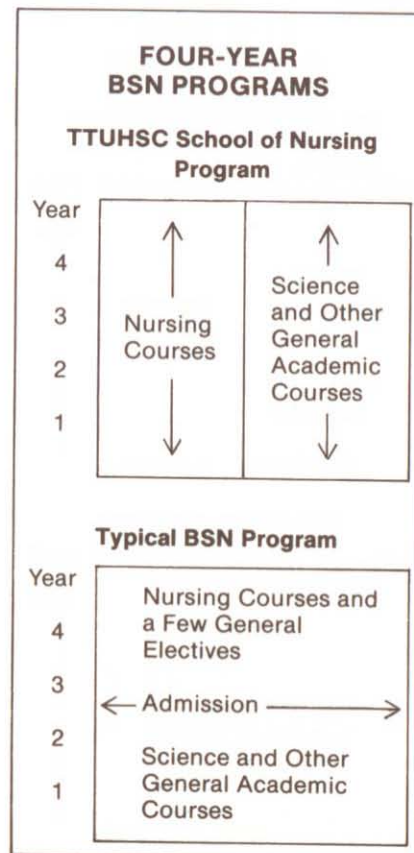 FOUR-YEAR
BSN PROGRAMS
TTUHSC School of Nursing
Program
Year
4
3
2
1
Nursing
Courses
Science
and Other
General
Academic
Courses
Typical BSN Program
Year
4
3
2
1
Nursing Courses and
a Few General
Electives
Admission
Science and Other
General Academic
Courses